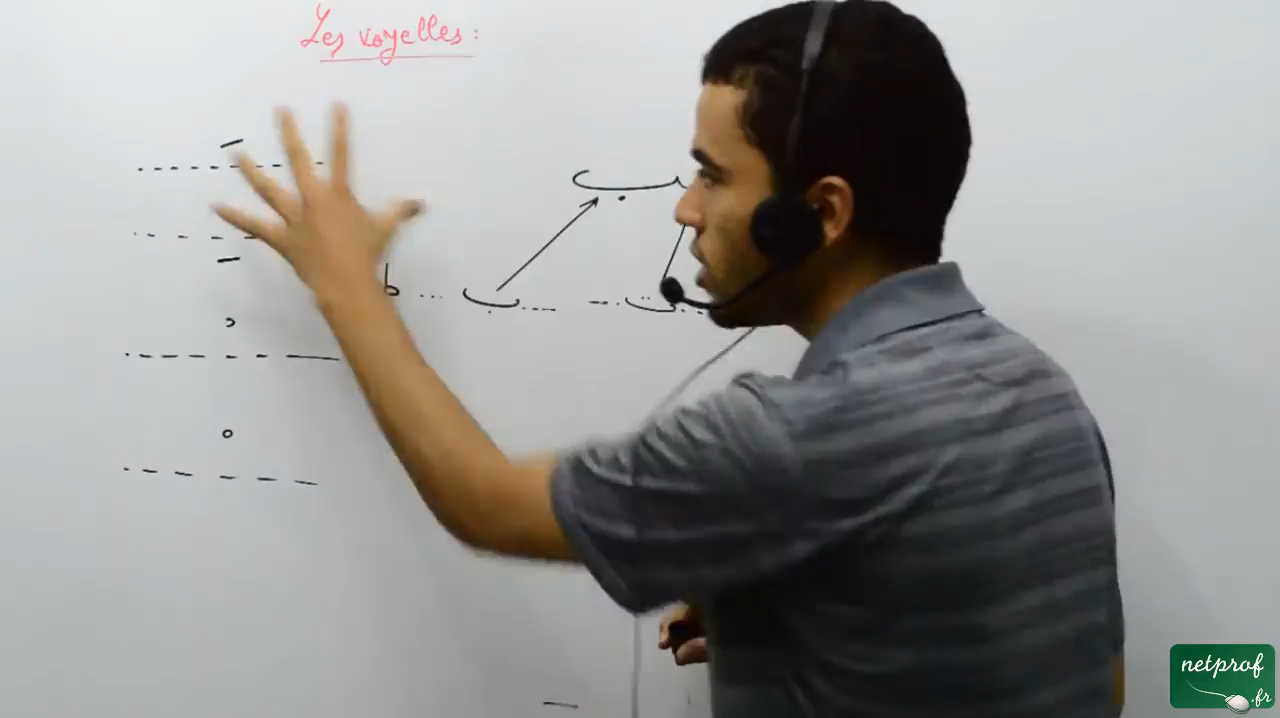 Les voyelles :
ب
b ... ب
netprof
.fr